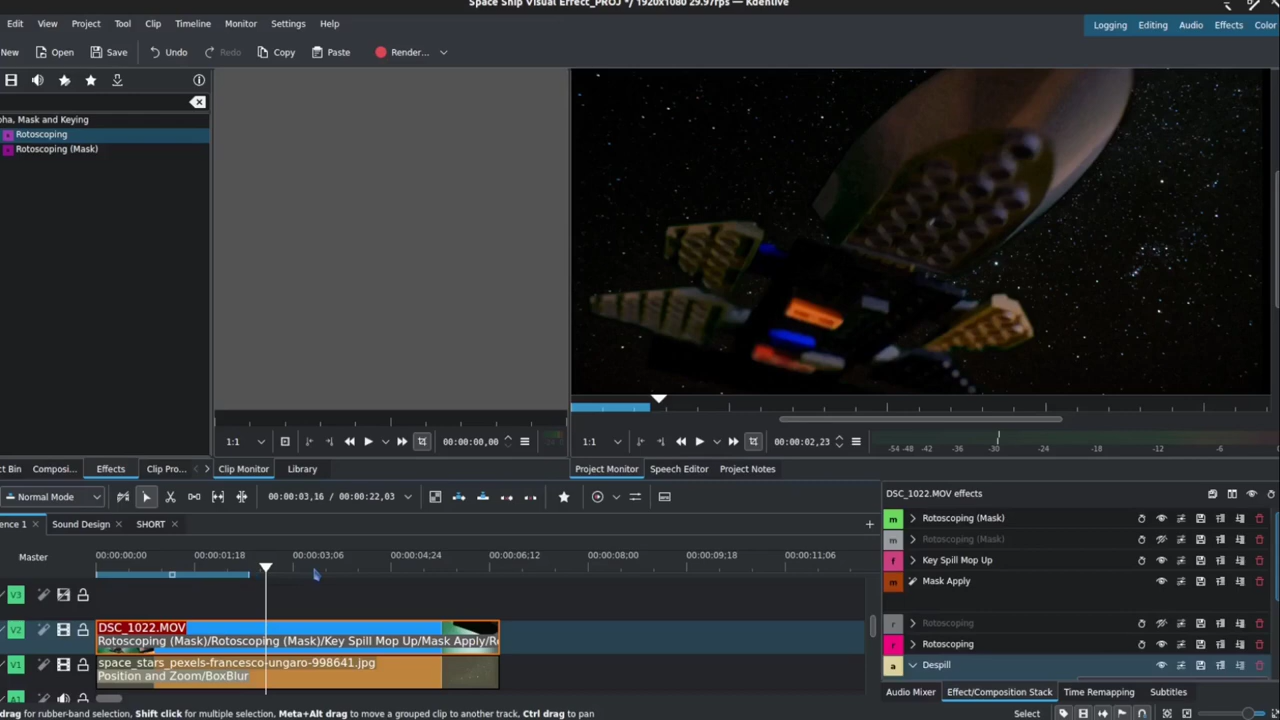 Space Ship Visual Effect_PROJ */ 1920x1080 29.97fps — Kdenlive
Edit View Project Tool Clip Timeline Monitor Settings Help
Logging Editing Audio Effects Color
New Open Save Undo Redo Copy Paste Render...
pha, Mask and Keying
Rotoscoping
Rotoscoping (Mask)
1:1 00:00:00,00
1:1 00:00:02,23
-54 -48 -42 -36 -30 -24 -18 -12 -6
ct Bin Composi... Effects Clip Pro... Clip Monitor Library
Project Monitor Speech Editor Project Notes
Normal Mode 00:00:03,16 / 00:00:22,03
DSC_1022.MOV effects
ence 1 Sound Design SHORT
Master 00:00:00:00 00:00:01:18 00:00:03:06 00:00:04:24 00:00:06:12 00:00:08:00 00:00:09:18 00:00:11:06
V3
V2 DSC_1022.MOV
Rotoscoping (Mask)/Rotoscoping (Mask)/Key Spill Mop Up/Mask Apply/Ro
V1 space_stars_pexels-francesco-ungaro-998641.jpg
Position and Zoom/BoxBlur
A1
m Rotoscoping (Mask)
m Rotoscoping (Mask)
f Key Spill Mop Up
m Mask Apply
r Rotoscoping
r Rotoscoping
a Despill
Audio Mixer Effect/Composition Stack Time Remapping Subtitles
drag for rubber-band selection, Shift click for multiple selection, Meta+Alt drag to move a grouped clip to another track, Ctrl drag to pan
Select